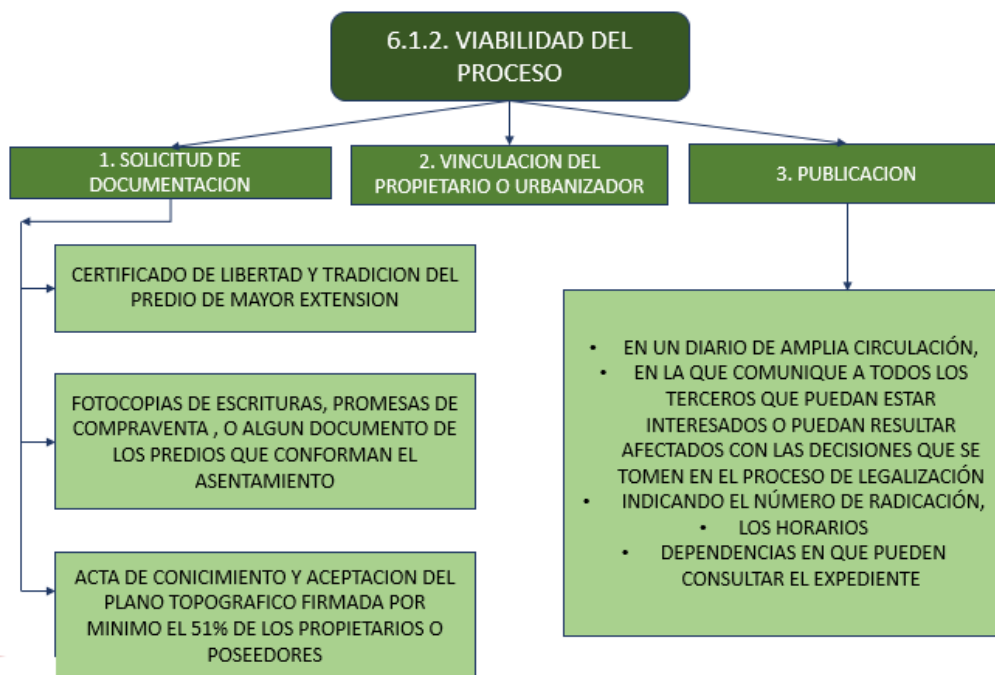 6.1.2. VIABILIDAD DEL
PROCESO
1. SOLICITUD DE
DOCUMENTACION
2. VINCULACION DEL
PROPIETARIO O URBANIZADOR
3. PUBLICACION
CERTIFICADO DE LIBERTAD Y TRADICION DEL
PREDIO DE MAYOR EXTENSION
FOTOCOPIAS DE ESCRITURAS, PROMESAS DE
COMPRAVENTA , O ALGUN DOCUMENTO DE
LOS PREDIOS QUE CONFORMAN EL
ASENTAMIENTO
ACTA DE CONICIMIENTO Y ACEPTACION DEL
PLANO TOPOGRAFICO FIRMADA POR
MINIMO EL 51% DE LOS PROPIETARIOS O
POSEEDORES
• EN UN DIARIO DE AMPLIA CIRCULACIÓN,
• EN LA QUE COMUNIQUE A TODOS LOS
TERCEROS QUE PUEDAN ESTAR
INTERESADOS O PUEDAN RESULTAR
AFECTADOS CON LAS DECISIONES QUE SE
TOMEN EN EL PROCESO DE LEGALIZACIÓN
• INDICANDO EL NÚMERO DE RADICACIÓN,
• LOS HORARIOS
• DEPENDENCIAS EN QUE PUEDEN
CONSULTAR EL EXPEDIENTE